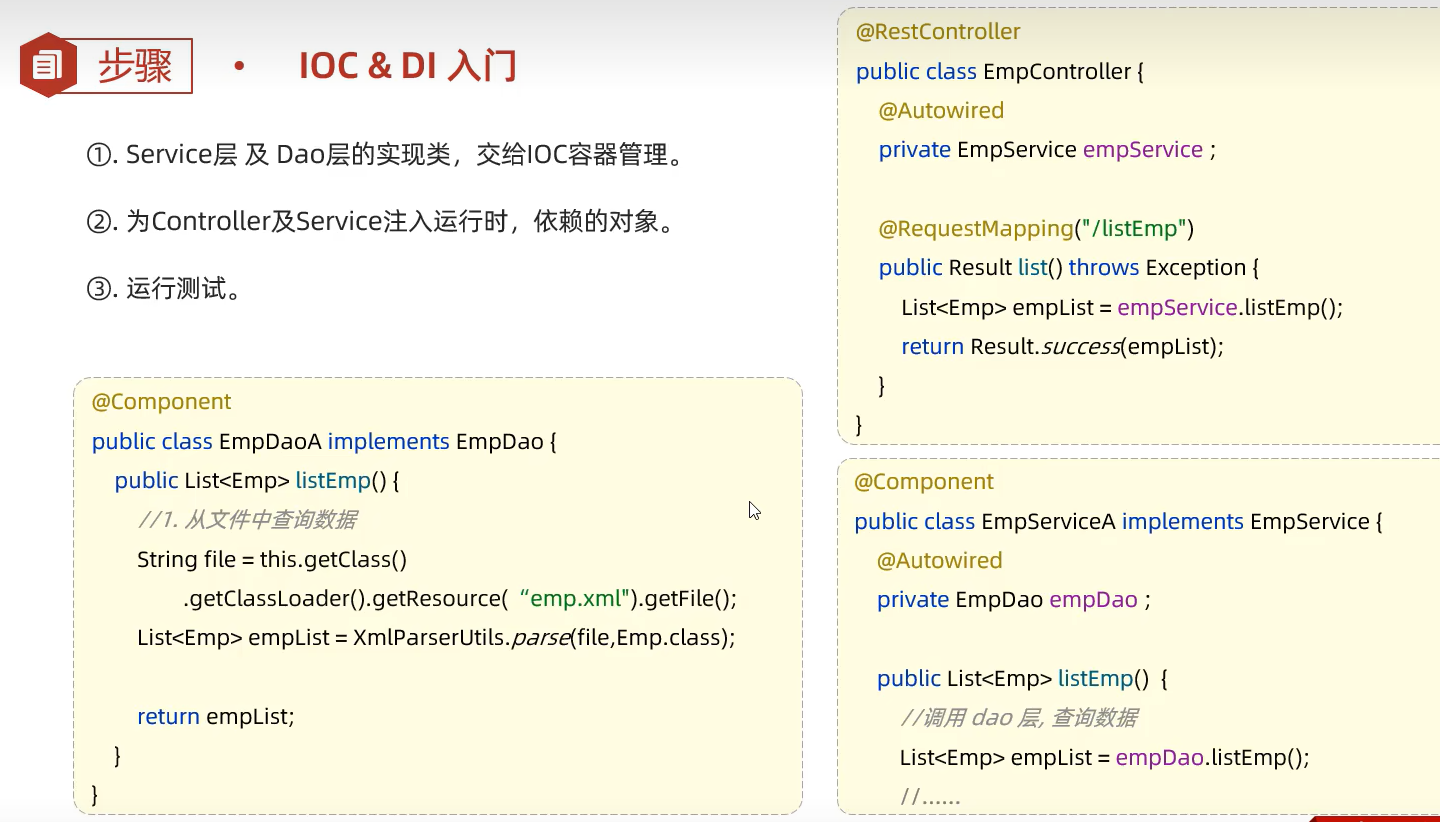 步骤
• IOC & DI 入门
①. Service层 及 Dao层的实现类，交给IOC容器管理。
②. 为Controller及Service注入运行时，依赖的对象。
③. 运行测试。
@Component
public class EmpDaoA implements EmpDao {
public List<Emp> listEmp() {
//1. 从文件中查询数据
String file = this.getClass()
.getClassLoader().getResource( “emp.xml").getFile();
List<Emp> empList = XmlParserUtils.parse(file,Emp.class);
return empList;
}
}
@RestController
public class EmpController {
@Autowired
private EmpService empService ;
@RequestMapping("/listEmp")
public Result list() throws Exception {
List<Emp> empList = empService.listEmp();
return Result.success(empList);
}
}
@Component
public class EmpServiceA implements EmpService {
@Autowired
private EmpDao empDao ;
public List<Emp> listEmp() {
//调用 dao 层, 查询数据
List<Emp> empList = empDao.listEmp();
//......